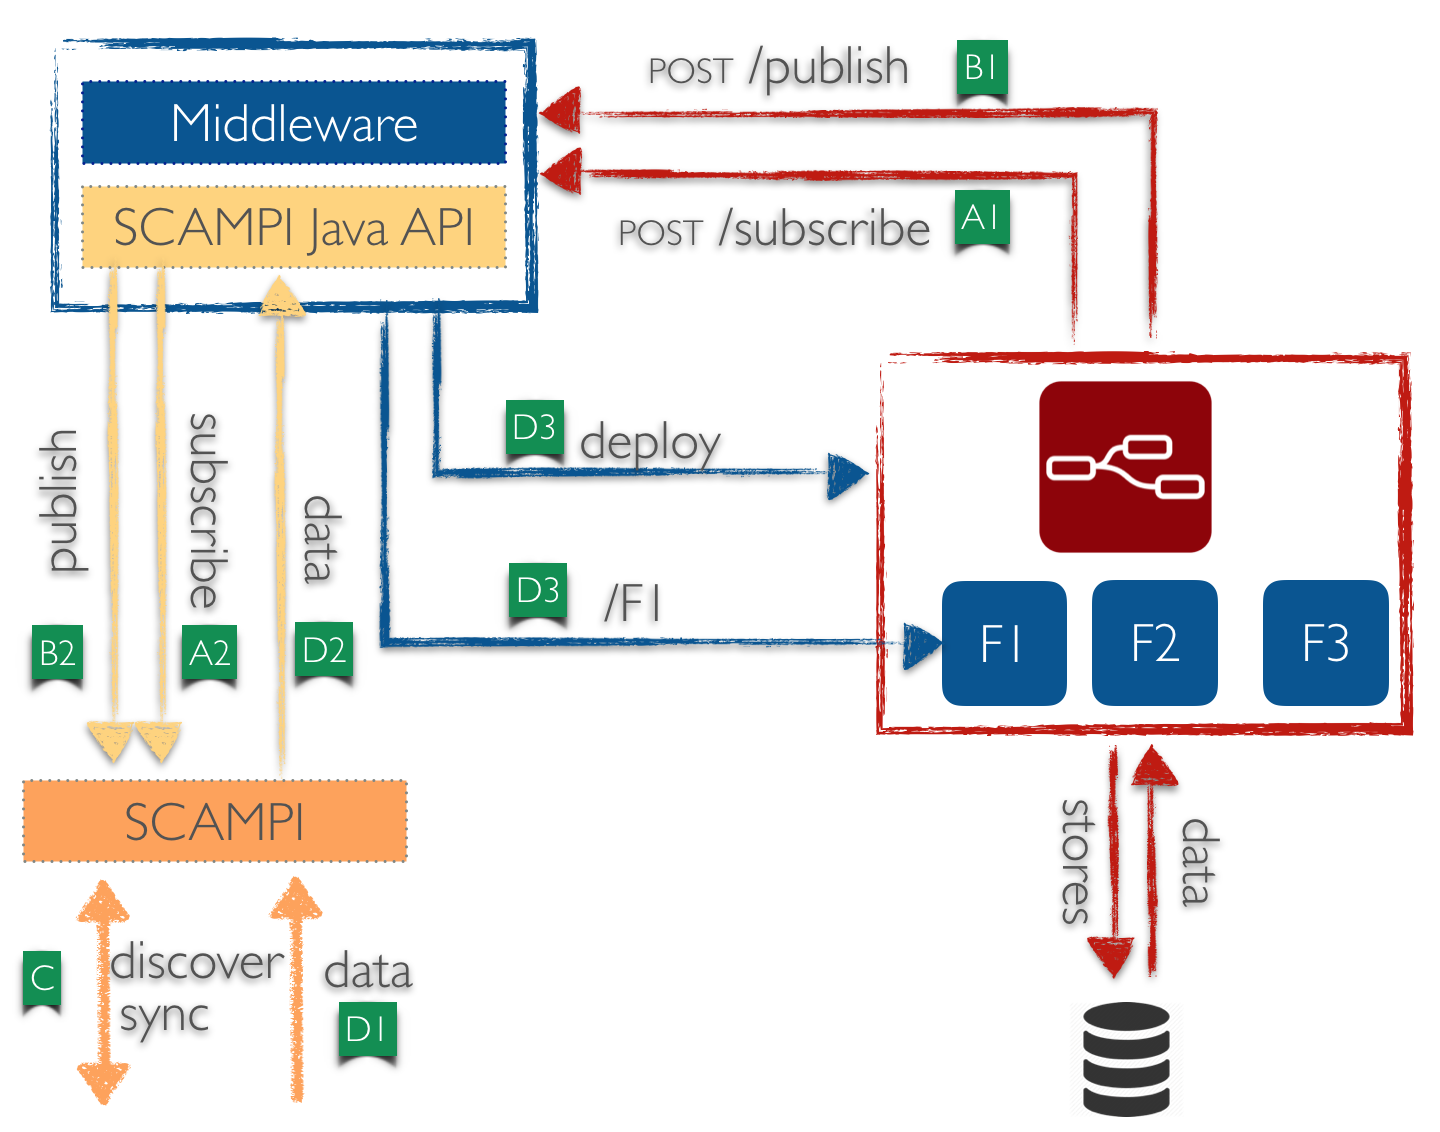 Middleware
SCAMPI Java API
POST /publish
B1
POST /subscribe
A1
D3
deploy
D3
/F1
F1
F2
F3
publish
B2
subscribe
A2
data
D2
SCAMPI
C
discover
sync
data
D1
stores
data